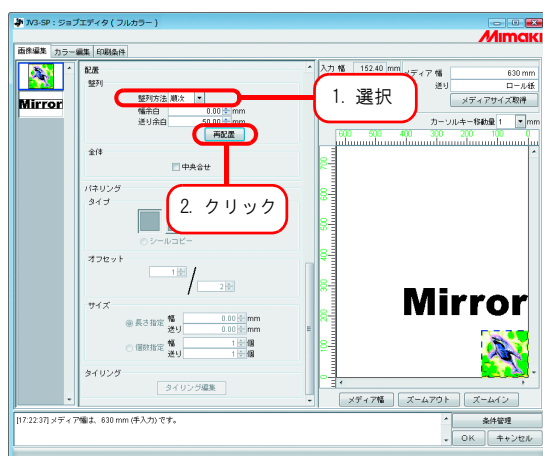 JV3-SP：ジョブエディタ ( フルカラー )
Mimaki
画像編集 カラー編集 印刷条件
Mirror
配置
整列
整列方法 順次
幅余白 0.00 mm
送り余白 50.00 mm
再配置
全体
中央合せ
パネリング
タイプ
シールコピー
オフセット
1
/
2
サイズ
長さ指定 幅 0.00 mm
送り 0.00 mm
個数指定 幅 1 個
送り 1 個
タイリング
タイリング編集
1. 選択
2. クリック
入力 幅 152.40 mm
メディア 幅 630 mm
送り ロール紙
メディアサイズ取得
カーソルキー移動量 1 mm
600 500 400 300 200 100 0
Mirror
メディア幅 ズームアウト ズームイン
[17:22:37] メディア幅は、630 mm (手入力) です。
条件管理
OK キャンセル